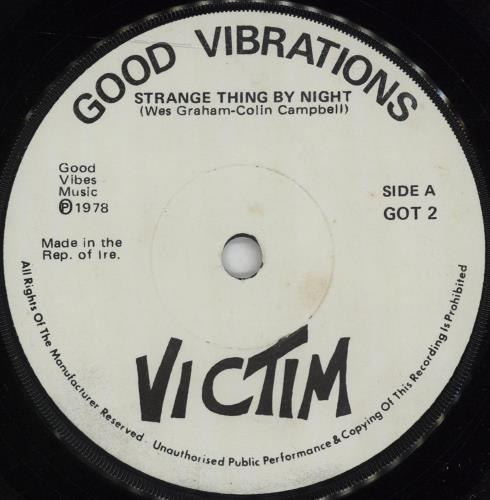 GOOD VIBRATIONS
STRANGE THING BY NIGHT
(Wes Graham-Colin Campbell)
Good
Vibes
Music
℗1978
SIDE A
GOT 2
Made in the
Rep. of Ire.
VICTIM
All Rights Of The Manufacturer Reserved. Unauthorised Public Performance & Copying Of This Recording Is Prohibited